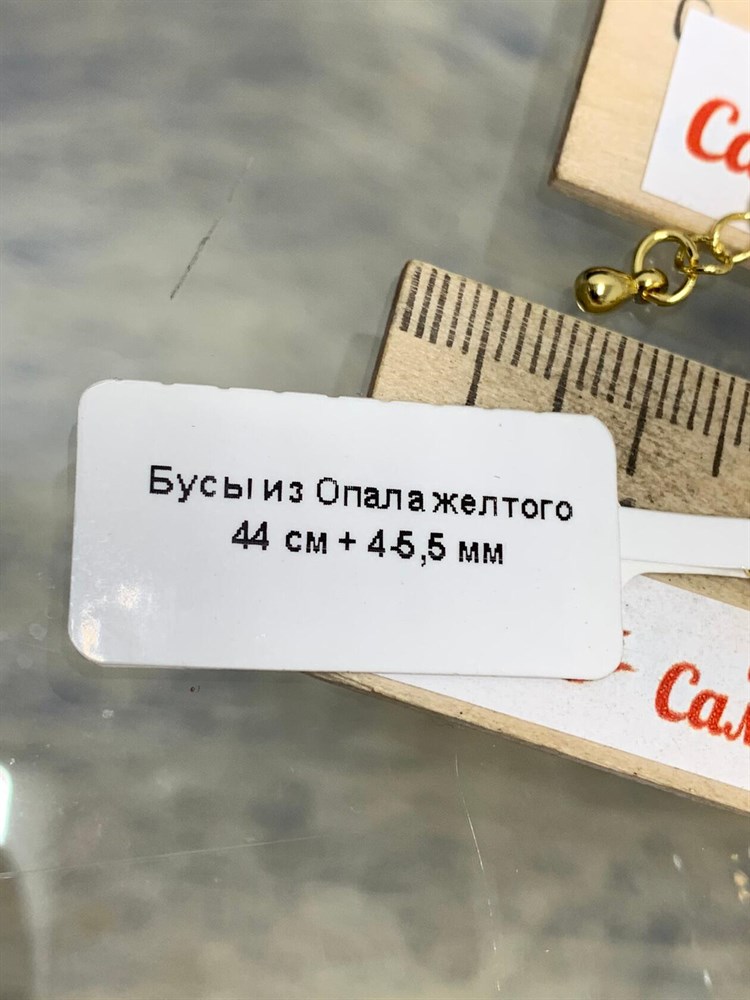 Бусы из Опала желтого
44 см + 4-5,5 мм